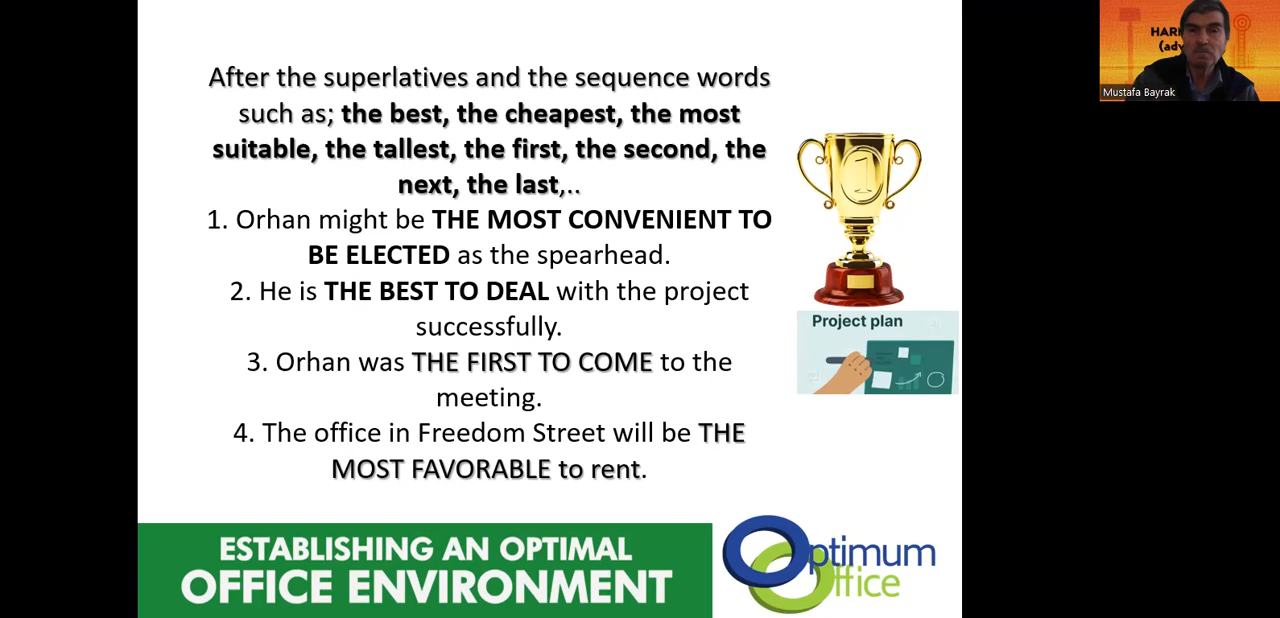 After the superlatives and the sequence words
such as; the best, the cheapest, the most
suitable, the tallest, the first, the second, the
next, the last,..
1. Orhan might be THE MOST CONVENIENT TO
BE ELECTED as the spearhead.
2. He is THE BEST TO DEAL with the project
successfully.
3. Orhan was THE FIRST TO COME to the
meeting.
4. The office in Freedom Street will be THE
MOST FAVORABLE to rent.
1
Project plan
ESTABLISHING AN OPTIMAL
OFFICE ENVIRONMENT
Optimum
Office
(adv
Mustafa Bayrak